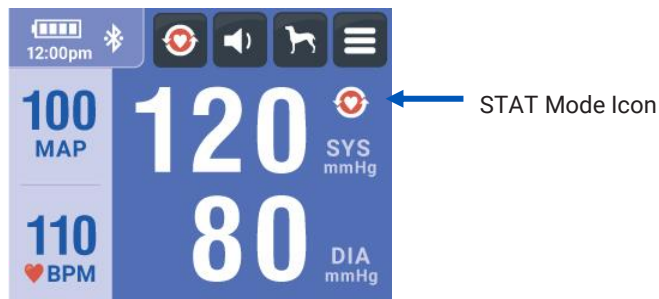 12:00pm
100
MAP
120
SYS
mmHg
STAT Mode Icon
110
BPM
80
DIA
mmHg